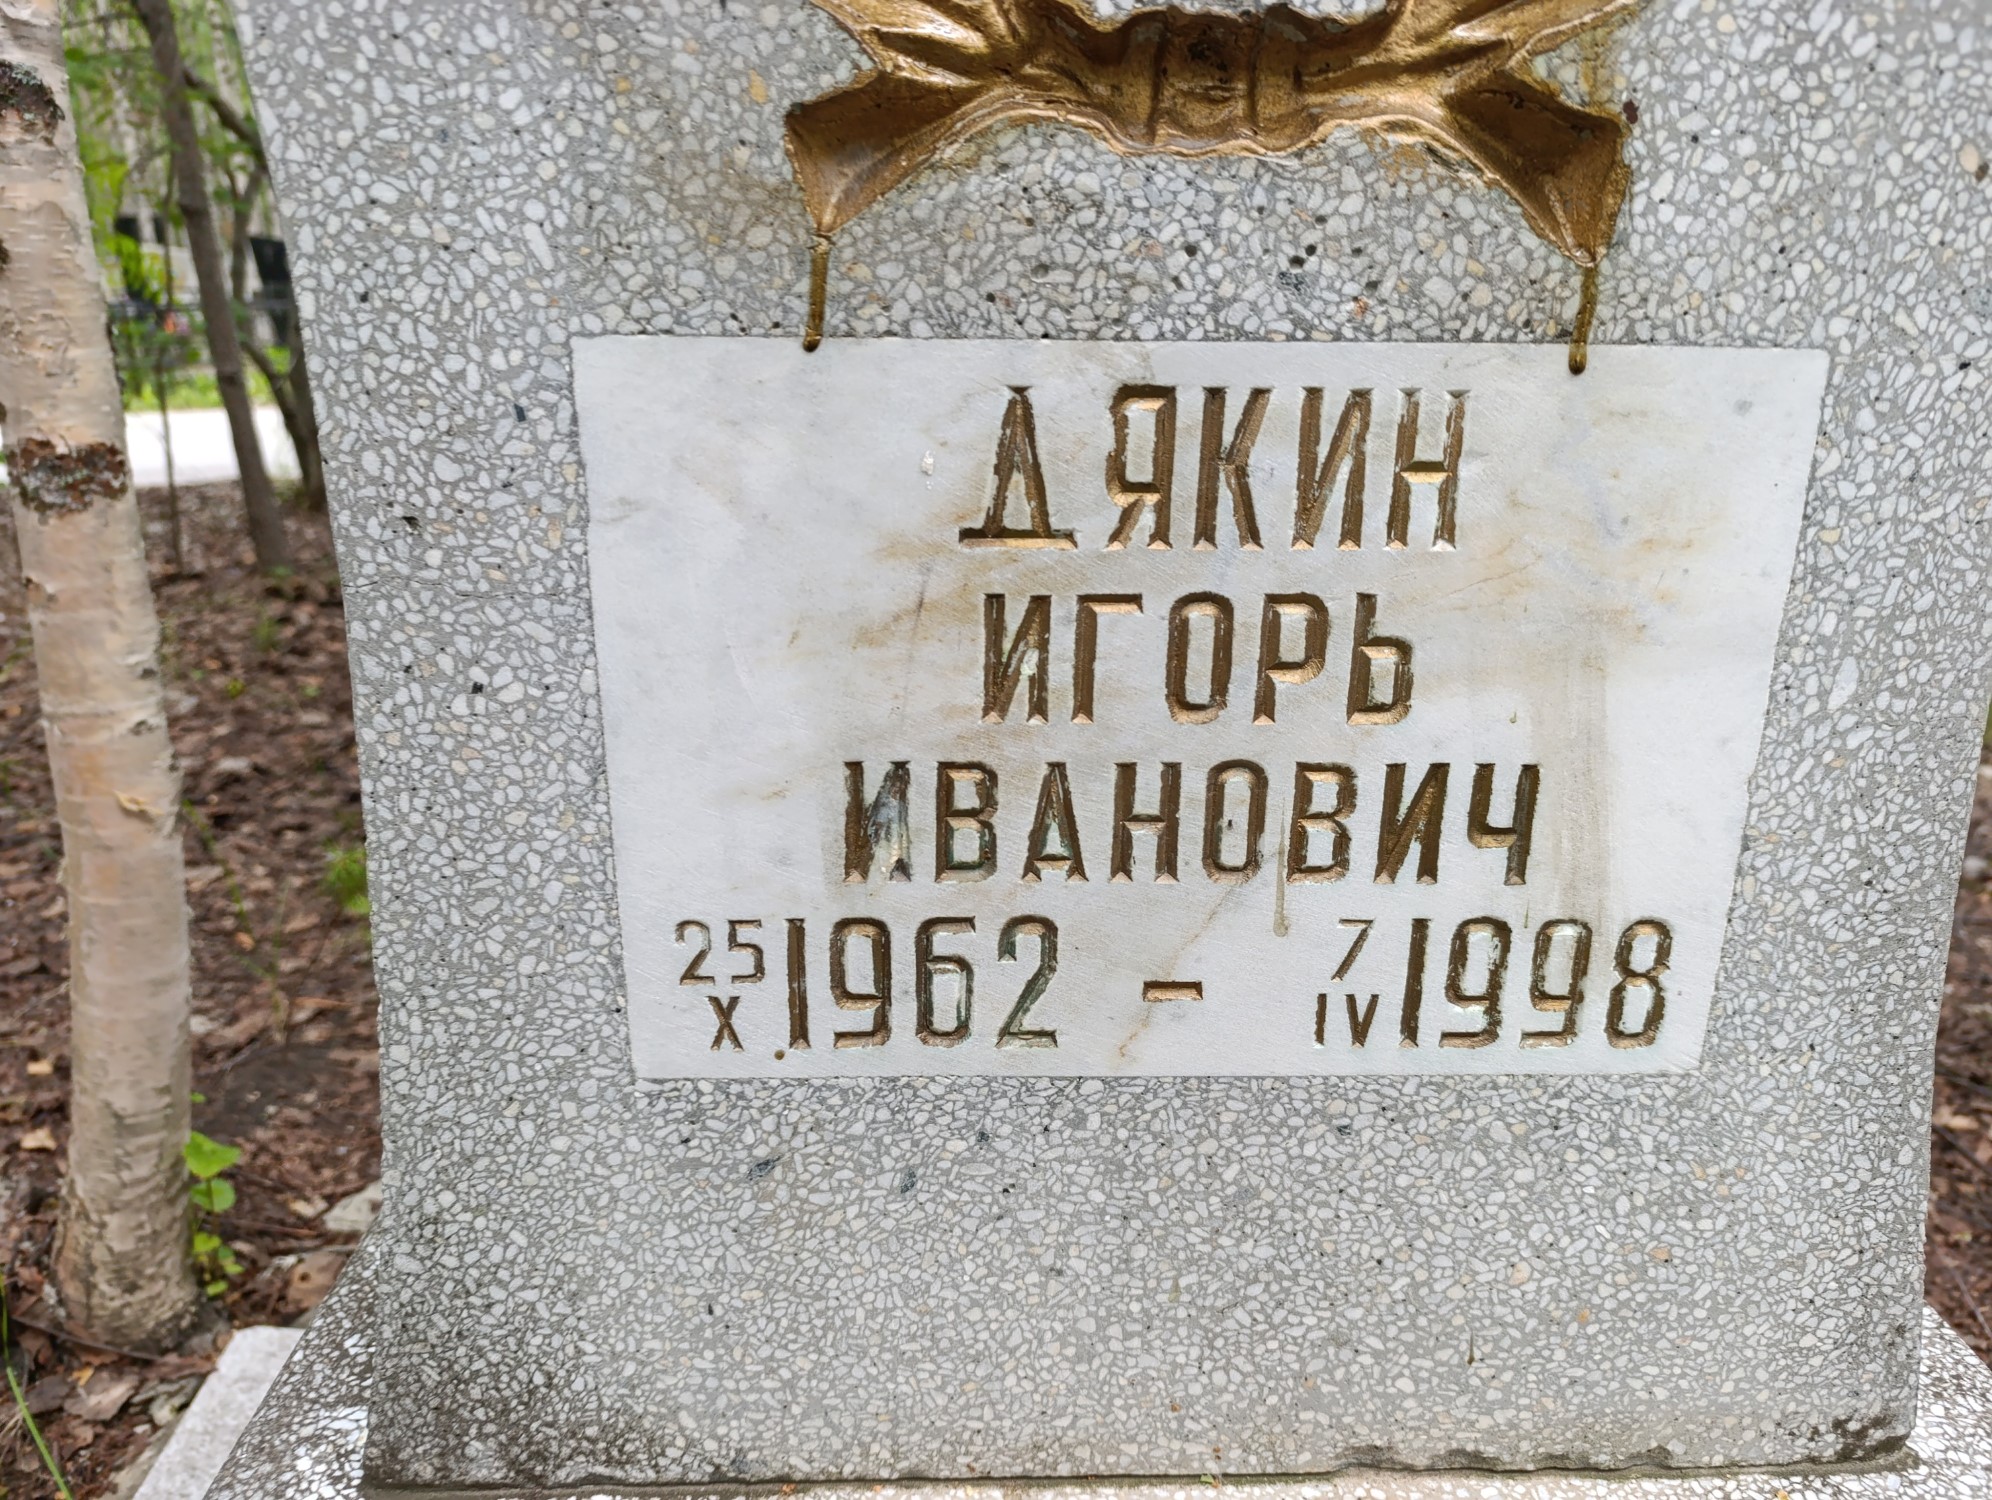 ДЯКИН
ИГОРЬ
ИВАНОВИЧ
25/X 1962 - 7/IV 1998